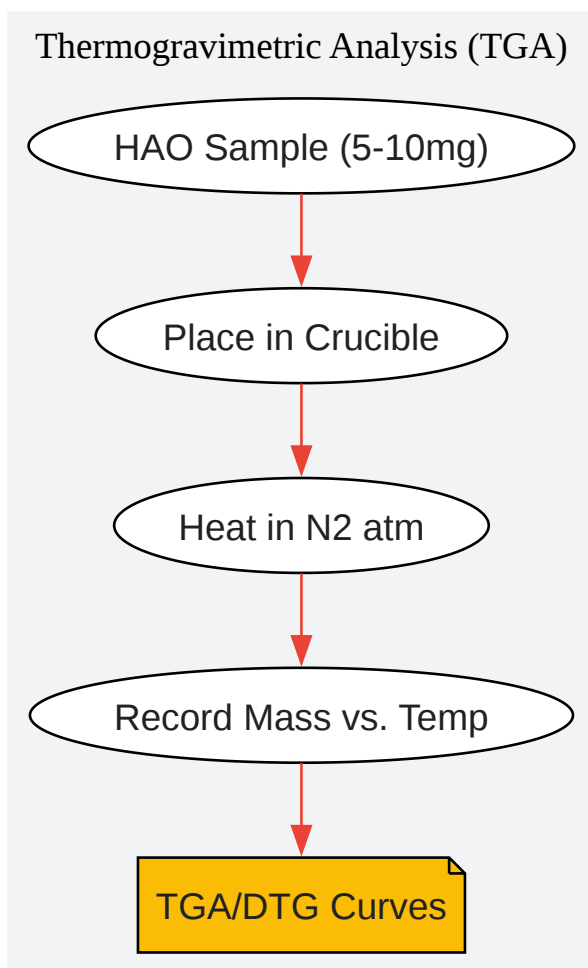 Thermogravimetric Analysis (TGA)
HAO Sample (5-10mg)
Place in Crucible
Heat in N2 atm
Record Mass vs. Temp
TGA/DTG Curves